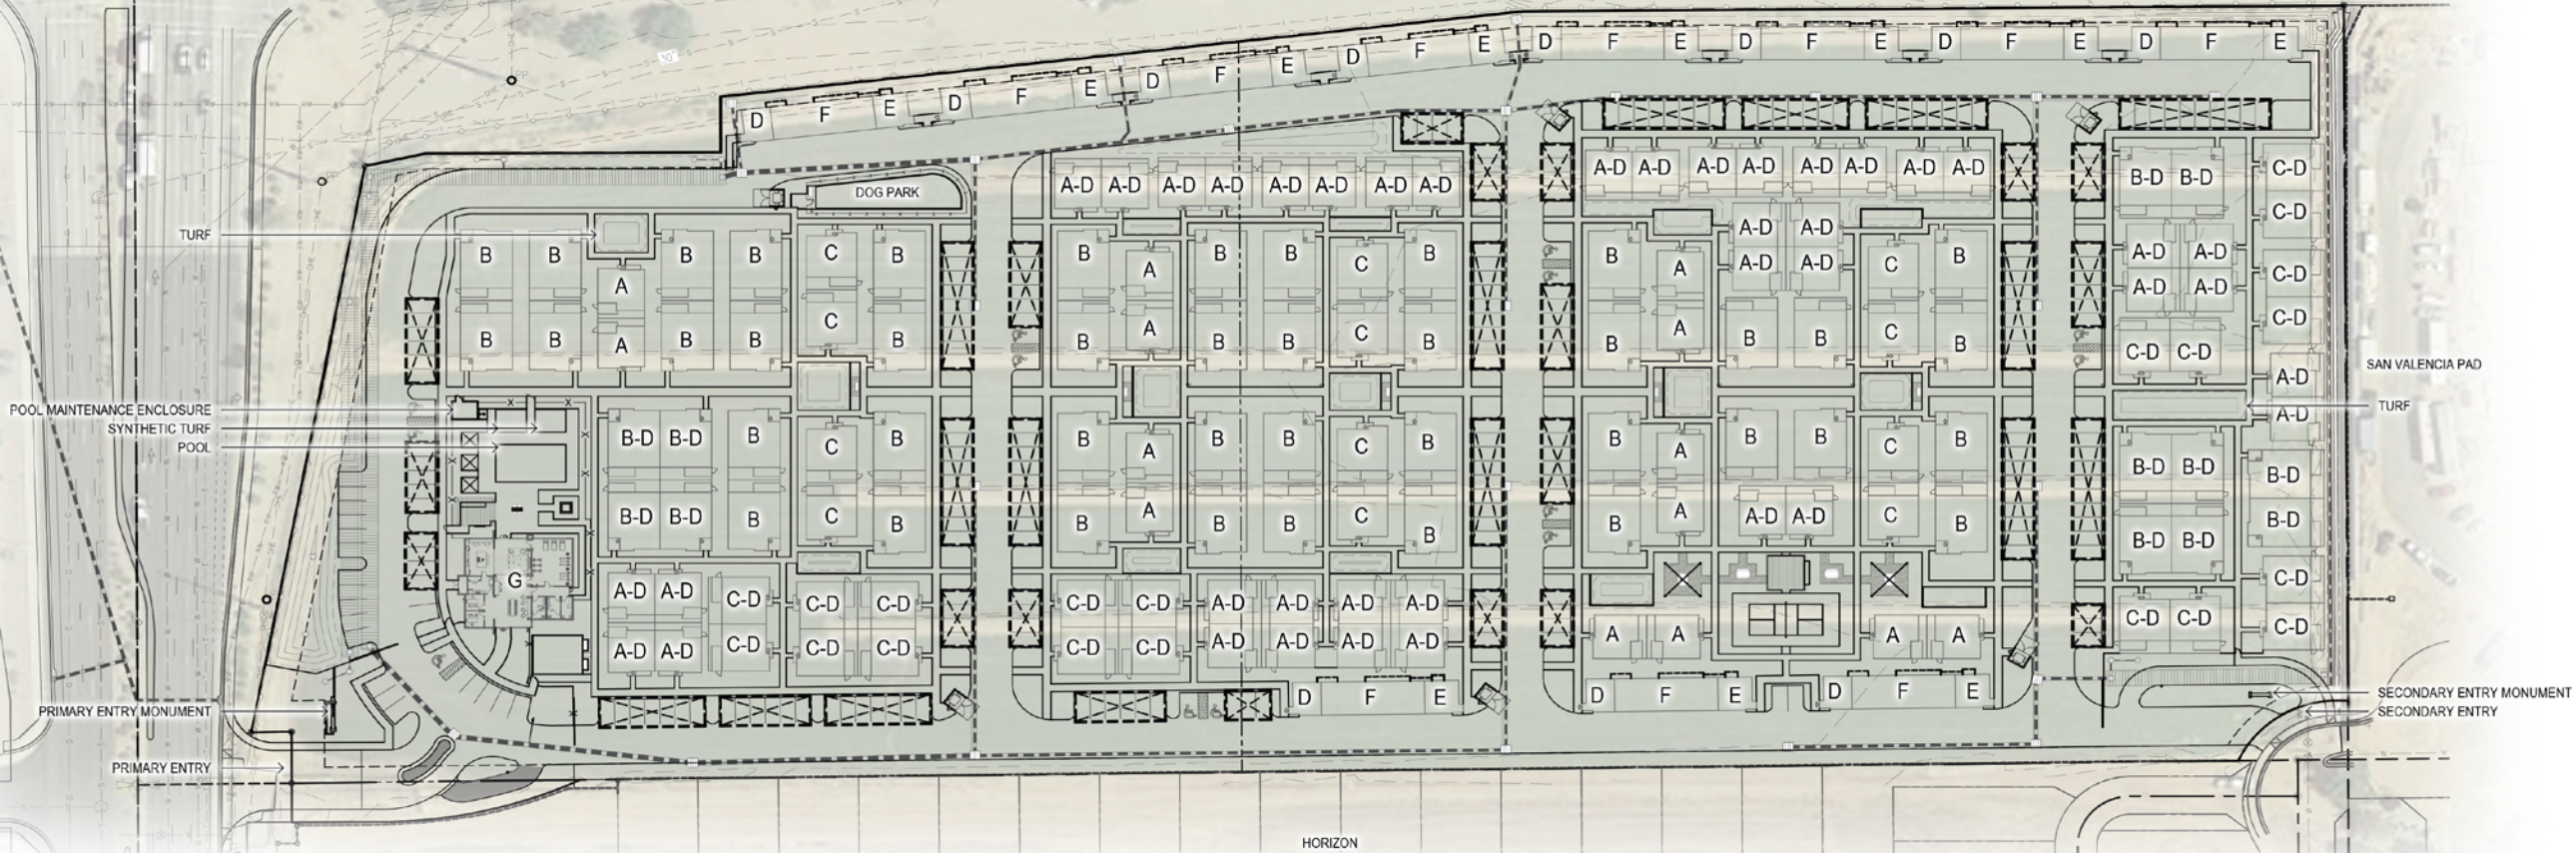 30'
D F E D F E D F E D F E D F E D F E D F E D F E
A-D A-D A-D A-D A-D A-D A-D A-D
A-D A-D A-D A-D A-D A-D A-D A-D
B-D B-D
C-D
C-D
DOG PARK
TURF
B B B B C B
A
B B A B B C B
B A B B C B
B A B B C B
B A A-D A-D C B
A-D A-D
B A B B C B
A-D A-D
A-D A-D
C-D C-D
C-D
C-D
A-D
A-D
SAN VALENCIA PAD
TURF
POOL MAINTENANCE ENCLOSURE
SYNTHETIC TURF
POOL
B-D B-D B C B
B-D B-D B C B
B A B B C B
B A B B C B
B A B B C B
B A A-D A-D C B
B-D B-D
B-D B-D
B-D
B-D
G
A-D A-D C-D C-D C-D
A-D A-D C-D C-D C-D
C-D C-D A-D A-D A-D A-D
C-D C-D A-D A-D A-D A-D
A A A A
C-D C-D
C-D
C-D
D F E D F E D F E
PRIMARY ENTRY MONUMENT
SECONDARY ENTRY MONUMENT
SECONDARY ENTRY
PRIMARY ENTRY
HORIZON